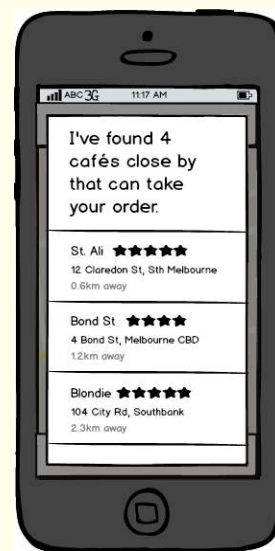 ABC 3G 11:17 AM
I've found 4
cafés close by
that can take
your order.
St. Ali ★★★★★
12 Claredon St, Sth Melbourne
0.6km away
Bond St ★★★★
4 Bond St, Melbourne CBD
1.2km away
Blondie ★★★★★
104 City Rd, Southbank
2.3km away